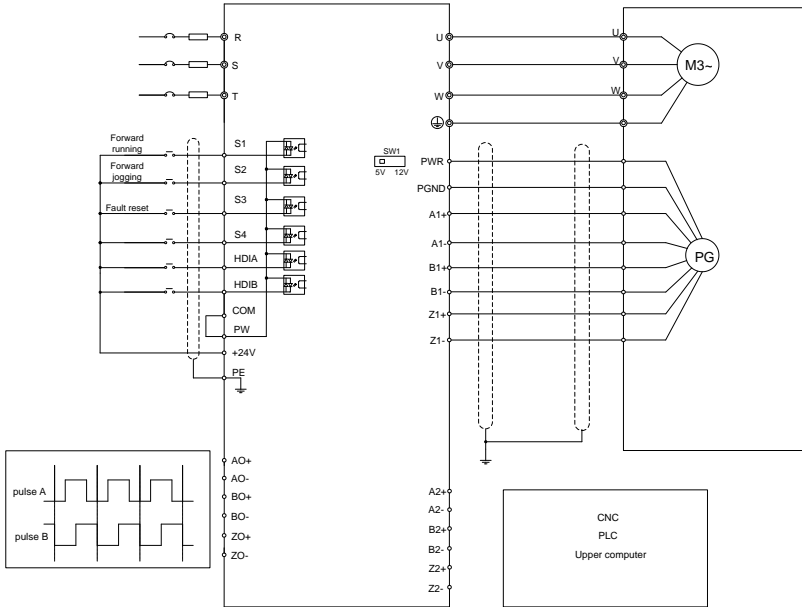 R
S
T
Forward
running
Forward
jogging
Fault reset
S1
S2
S3
S4
HDIA
HDIB
COM
PW
+24V
PE
AO+
AO-
BO+
BO-
ZO+
ZO-
pulse A
pulse B
SW1
5V 12V
U
V
W
PWR
PGND
A1+
A1-
B1+
B1-
Z1+
Z1-
A2+
A2-
B2+
B2-
Z2+
Z2-
U
V
W
M3~
PG
CNC
PLC
Upper computer